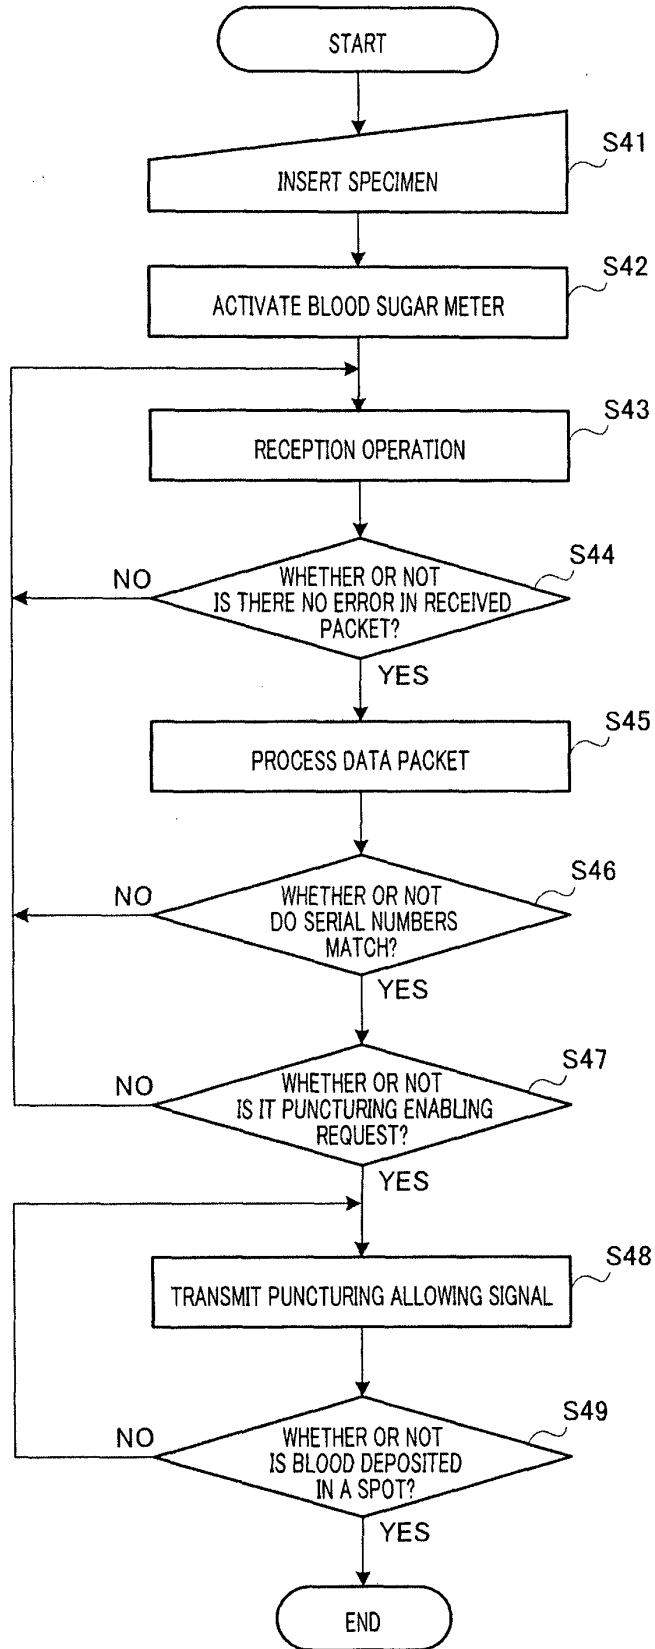 START
S41
INSERT SPECIMEN
S42
ACTIVATE BLOOD SUGAR METER
S43
RECEPTION OPERATION
S44
NO
WHETHER OR NOT
IS THERE NO ERROR IN RECEIVED
PACKET?
YES
S45
PROCESS DATA PACKET
S46
NO
WHETHER OR NOT
DO SERIAL NUMBERS
MATCH?
YES
S47
NO
WHETHER OR NOT
IS IT PUNCTURING ENABLING
REQUEST?
YES
S48
TRANSMIT PUNCTURING ALLOWING SIGNAL
S49
NO
WHETHER OR NOT
IS BLOOD DEPOSITED
IN A SPOT?
YES
END